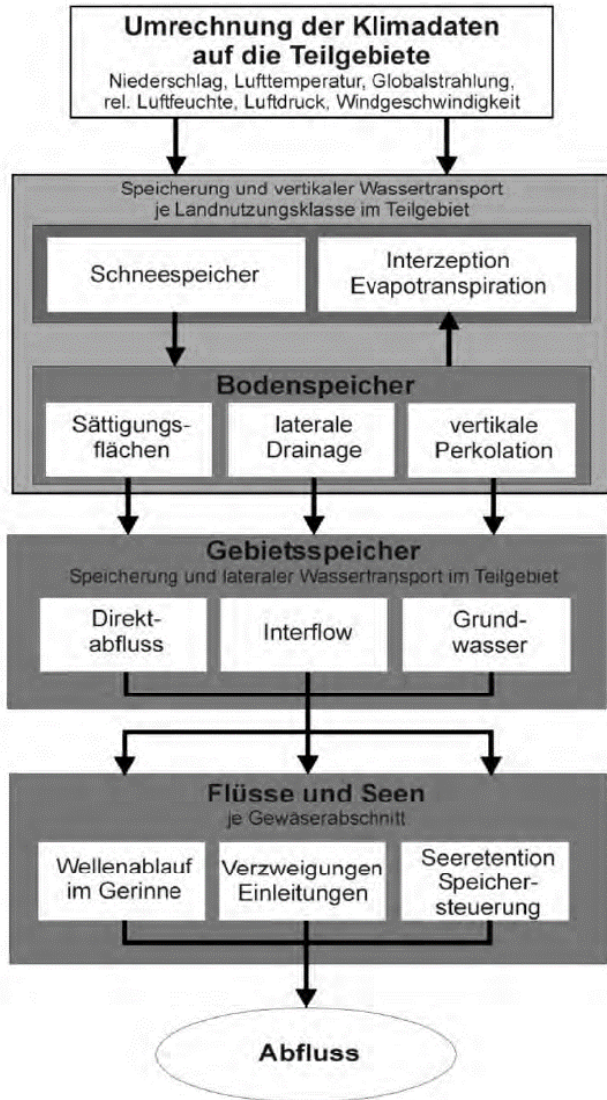 Umrechnung der Klimadaten
auf die Teilgebiete
Niederschlag, Lufttemperatur, Globalstrahlung,
rel. Luftfeuchte, Luftdruck, Windgeschwindigkeit
Speicherung und vertikaler Wassertransport
je Landnutzungsklasse im Teilgebiet
Schneespeicher
Interzeption
Evapotranspiration
Bodenspeicher
Sättigungs-
flächen
laterale
Drainage
vertikale
Perkolation
Gebietsspeicher
Speicherung und lateraler Wassertransport im Teilgebiet
Direkt-
abfluss
Interflow
Grund-
wasser
Flüsse und Seen
je Gewäserabschnitt
Wellenablauf
im Gerinne
Verzweigungen
Einleitungen
Seeretention
Speicher-
steuerung
Abfluss